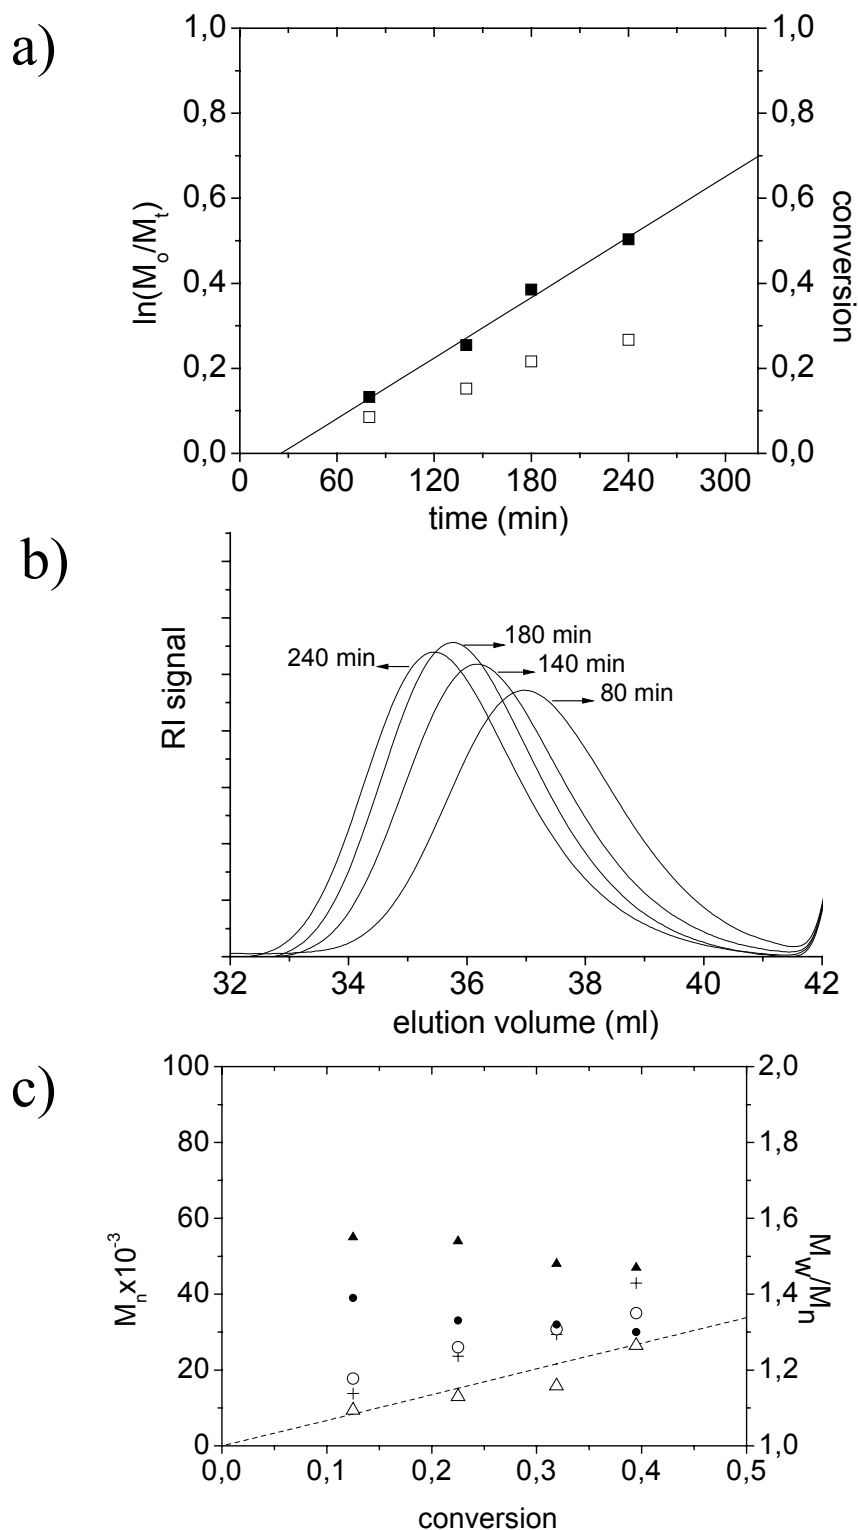 a)
1,0
0,8
0,6
0,4
0,2
0,0
ln(Mo/Mt)
1,0
0,8
0,6
0,4
0,2
0,0
conversion
0 60 120 180 240 300
time (min)
b)
RI signal
240 min
180 min
140 min
80 min
32 34 36 38 40 42
elution volume (ml)
c)
100
80
60
40
20
0
Mnx10-3
2,0
1,8
1,6
1,4
1,2
1,0
Mw/Mn
0,0 0,1 0,2 0,3 0,4 0,5
conversion